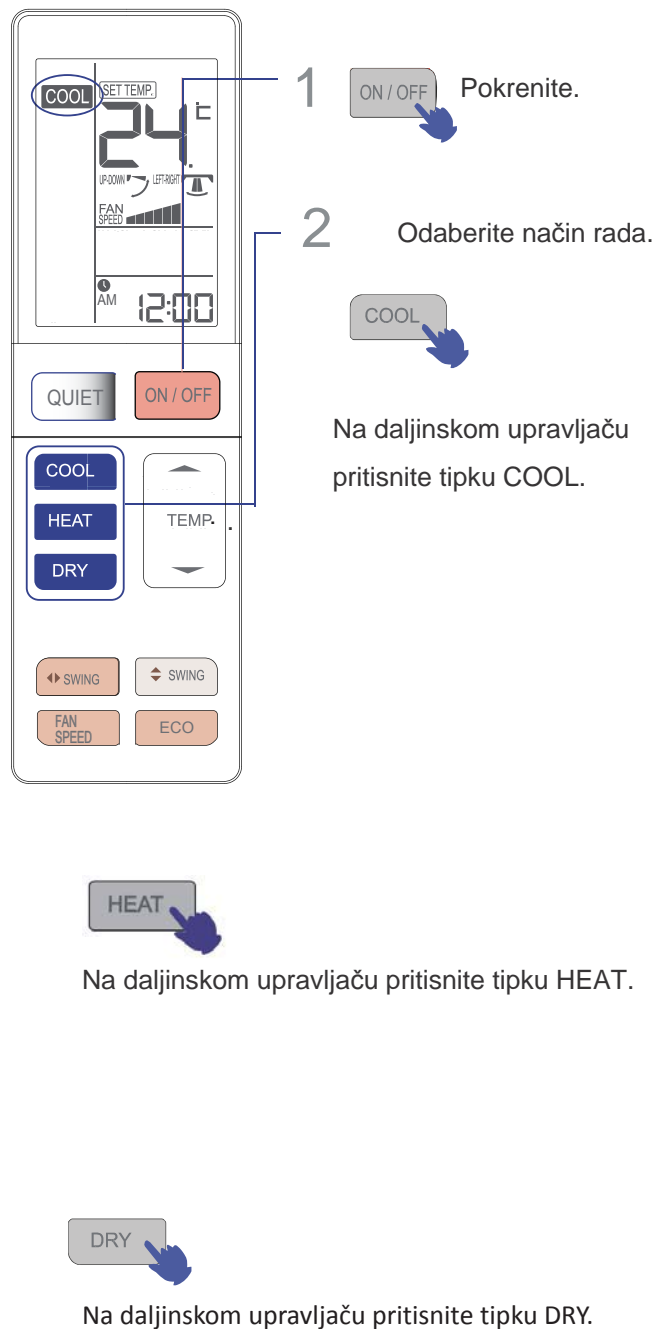 COOL
SET TEMP.
24°C
UP-DOWN LEFT-RIGHT
FAN
SPEED
AM 12:00
QUIET
ON / OFF
COOL
HEAT
DRY
TEMP.
SWING
SWING
FAN
SPEED
ECO
1
ON / OFF
Pokrenite.
2
Odaberite način rada.
COOL
Na daljinskom upravljaču
pritisnite tipku COOL.
HEAT
Na daljinskom upravljaču pritisnite tipku HEAT.
DRY
Na daljinskom upravljaču pritisnite tipku DRY.